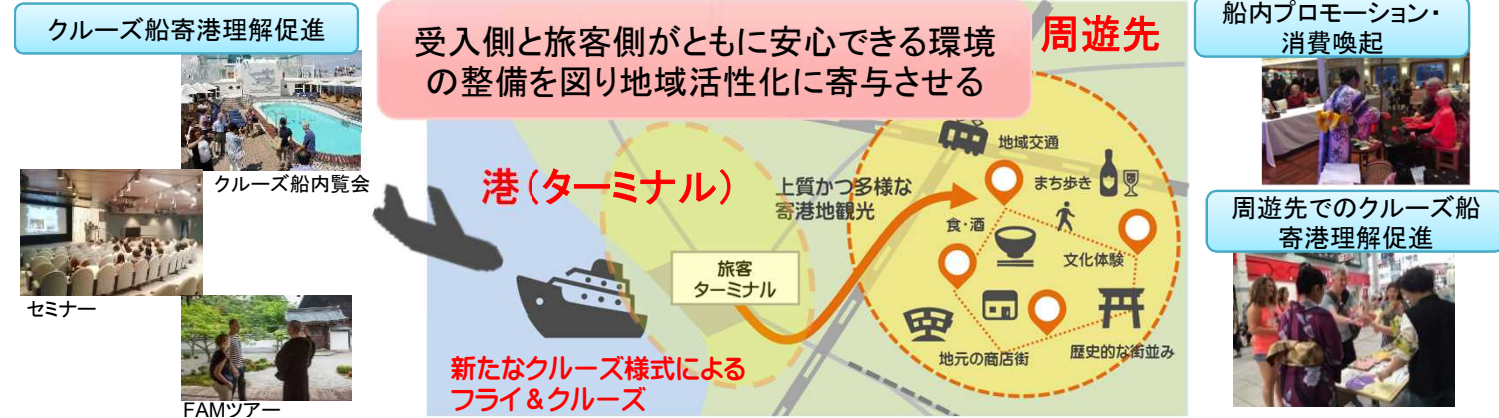 クルーズ船寄港理解促進
クルーズ船内覧会
セミナー
FAMツアー
受入側と旅客側がともに安心できる環境
の整備を図り地域活性化に寄与させる
周遊先
港(ターミナル)
上質かつ多様な
寄港地観光
旅客
ターミナル
新たなクルーズ様式による
フライ&クルーズ
地域交通
まち歩き
食・酒
文化体験
地元の商店街
歴史的な街並み
船内プロモーション・
消費喚起
周遊先でのクルーズ船
寄港理解促進